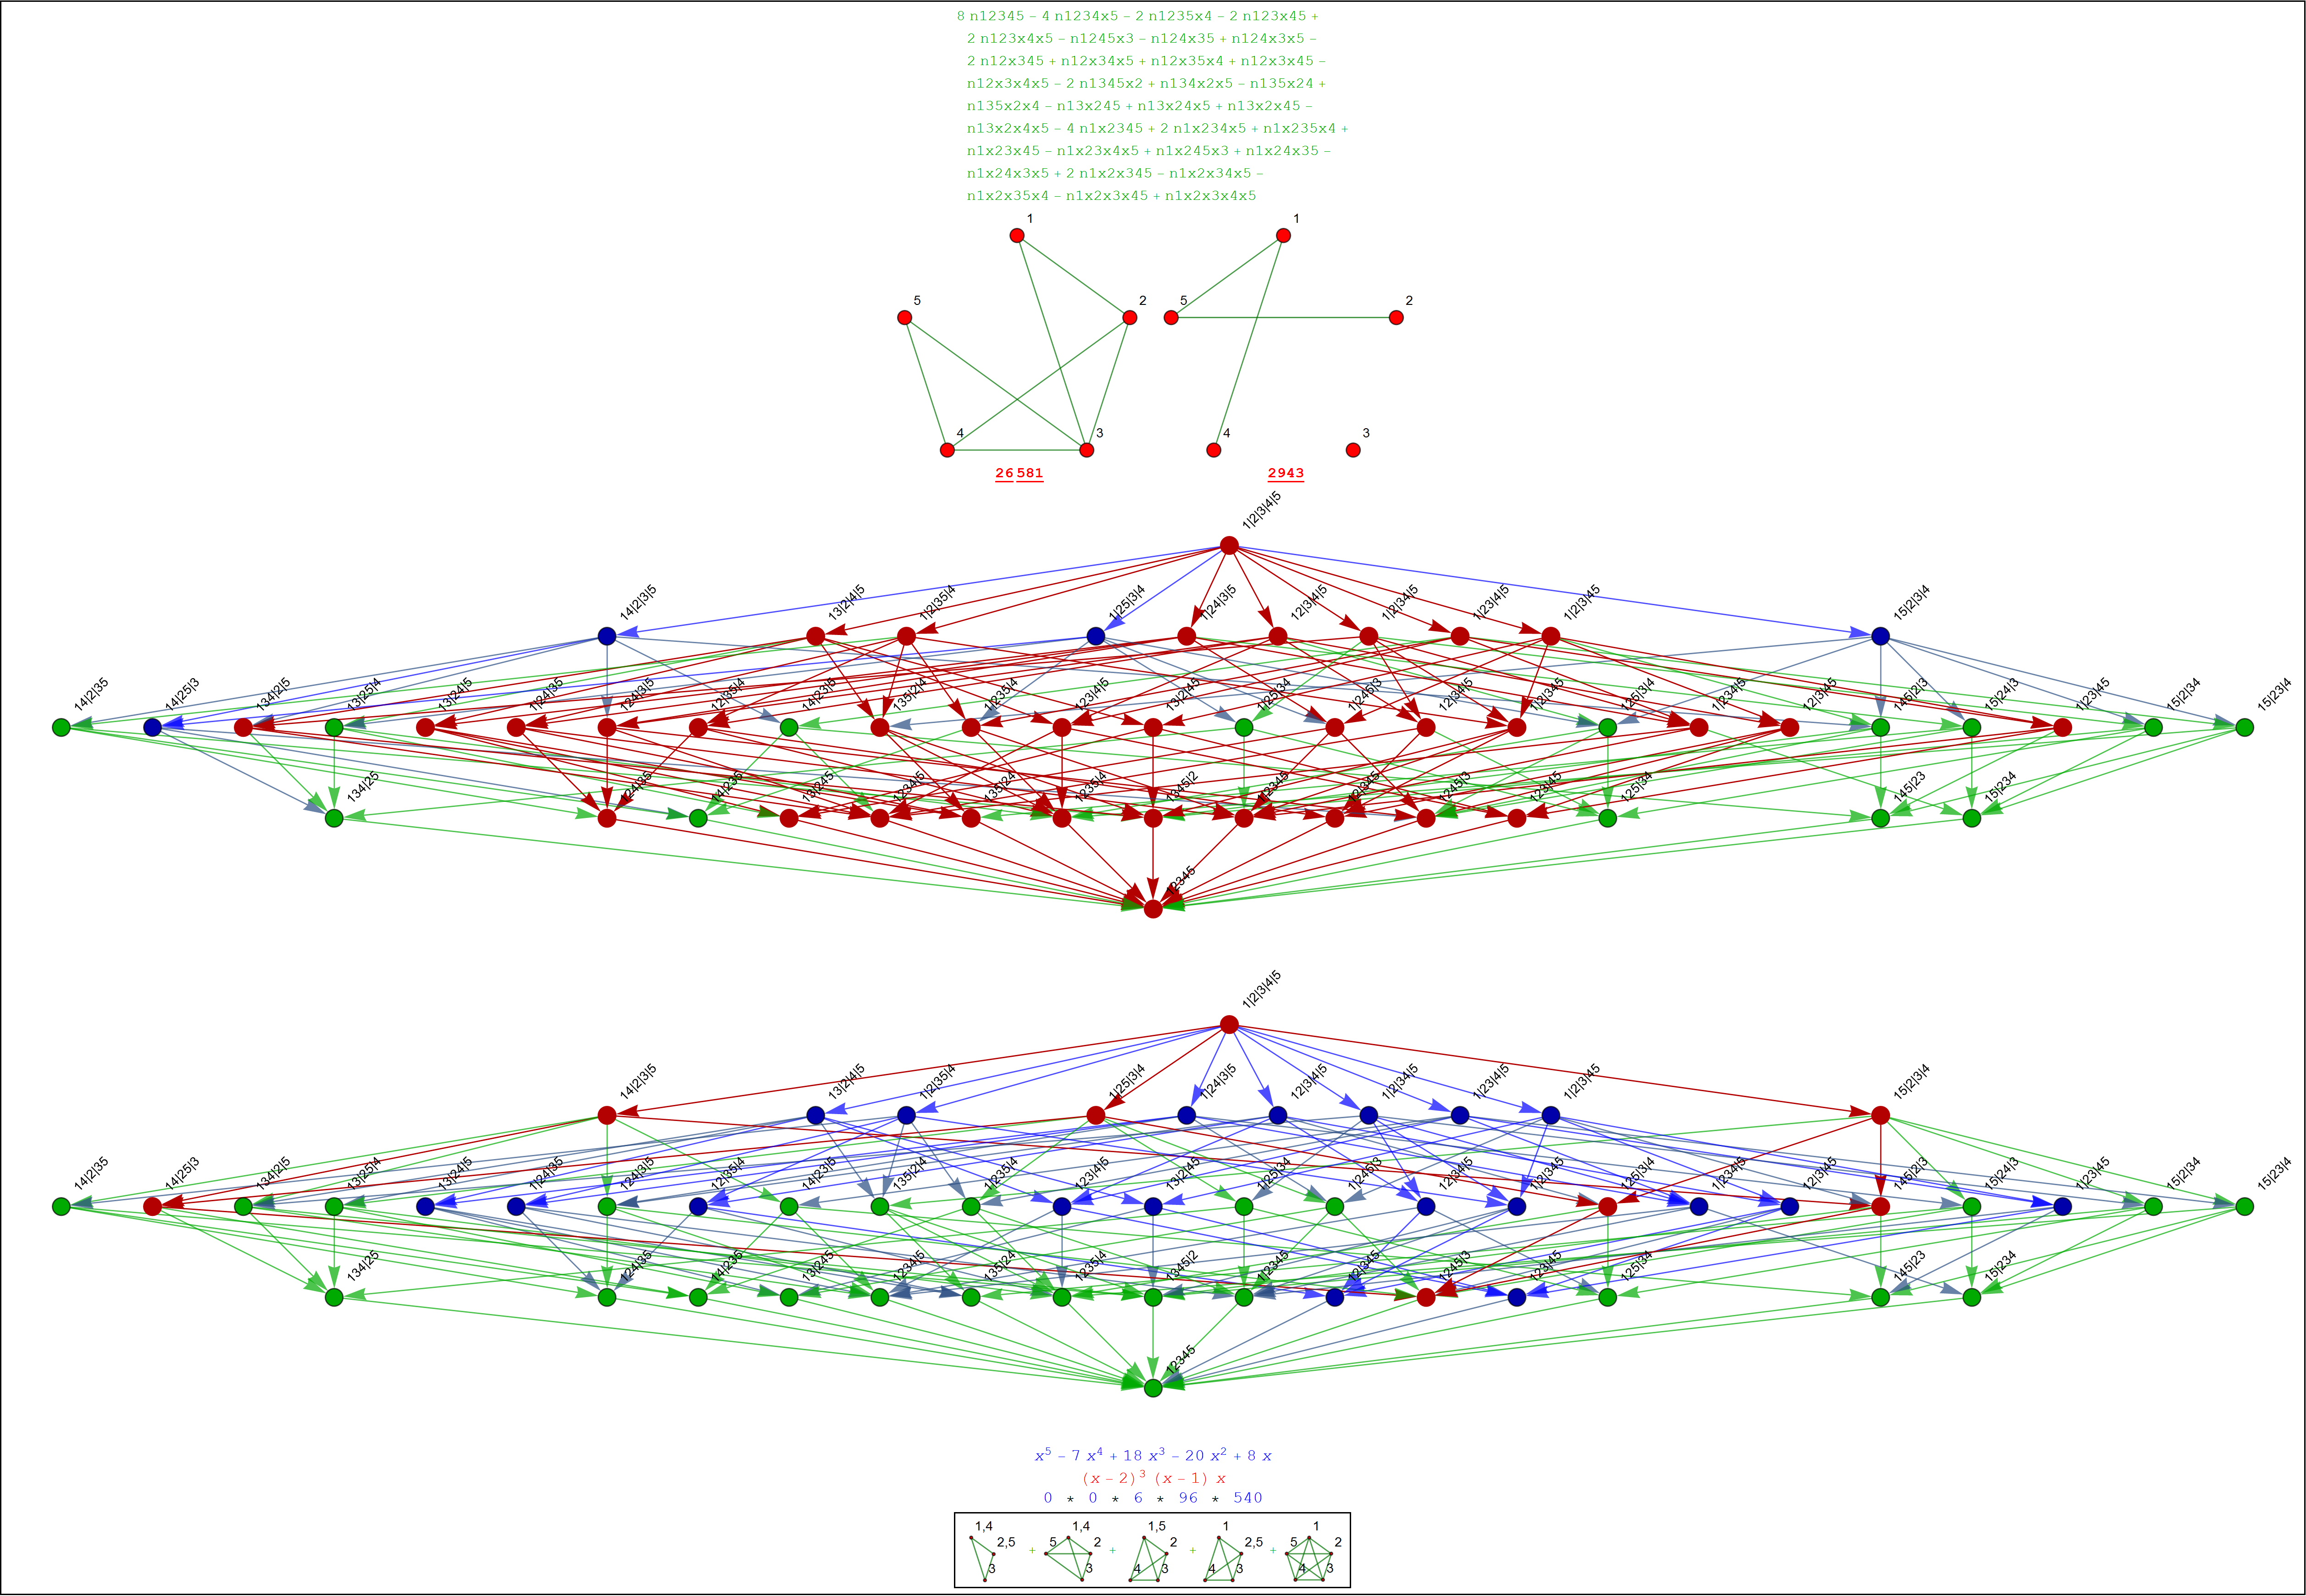 8 n12345 − 4 n1234x5 − 2 n1235x4 − 2 n123x45 +
2 n123x4x5 − n1245x3 − n124x35 + n124x3x5 −
2 n12x345 + n12x34x5 + n12x35x4 + n12x3x45 −
n12x3x4x5 − 2 n1345x2 + n134x2x5 − n135x24 +
n135x2x4 − n13x245 + n13x24x5 + n13x2x45 −
n13x2x4x5 − 4 n1x2345 + 2 n1x234x5 + n1x235x4 +
n1x23x45 − n1x23x4x5 + n1x245x3 + n1x24x35 −
n1x24x3x5 + 2 n1x2x345 − n1x2x34x5 −
n1x2x35x4 − n1x2x3x45 + n1x2x3x4x5
1 1
5 2 5 2
4 3 4 3
26 581 2943
1|2|3|4|5
14|2|3|5 13|2|4|5 1|2|35|4 1|25|3|4 1|24|3|5 12|3|4|5 1|2|34|5 1|23|4|5 1|2|3|45 15|2|3|4
14|2|35 14|25|3 134|2|5 13|25|4 13|24|5 1|24|35 124|3|5 12|35|4 14|23|5 135|2|4 1|235|4 123|4|5 13|2|45 1|25|34 1|245|3 12|34|5 1|2|345 125|3|4 1|234|5 12|3|45 145|2|3 15|24|3 1|23|45 15|2|34 15|23|4
134|25 124|35 14|235 13|245 1234|5 135|24 1235|4 1345|2 1|2345 12|345 1245|3 123|45 125|34 145|23 15|234
12345
1|2|3|4|5
14|2|3|5 13|2|4|5 1|2|35|4 1|25|3|4 1|24|3|5 12|3|4|5 1|2|34|5 1|23|4|5 1|2|3|45 15|2|3|4
14|2|35 14|25|3 134|2|5 13|25|4 13|24|5 1|24|35 124|3|5 12|35|4 14|23|5 135|2|4 1|235|4 123|4|5 13|2|45 1|25|34 1|245|3 12|34|5 1|2|345 125|3|4 1|234|5 12|3|45 145|2|3 15|24|3 1|23|45 15|2|34 15|23|4
134|25 124|35 14|235 13|245 1234|5 135|24 1235|4 1345|2 1|2345 12|345 1245|3 123|45 125|34 145|23 15|234
12345
x⁵ − 7 x⁴ + 18 x³ − 20 x² + 8 x
(x − 2)³ (x − 1) x
0 * 0 * 6 * 96 * 540
1,4 1,4 1,5 1 1
2,5 + 5 2 + 2 + 2,5 + 5 2
3 3 4 3 4 3 4 3